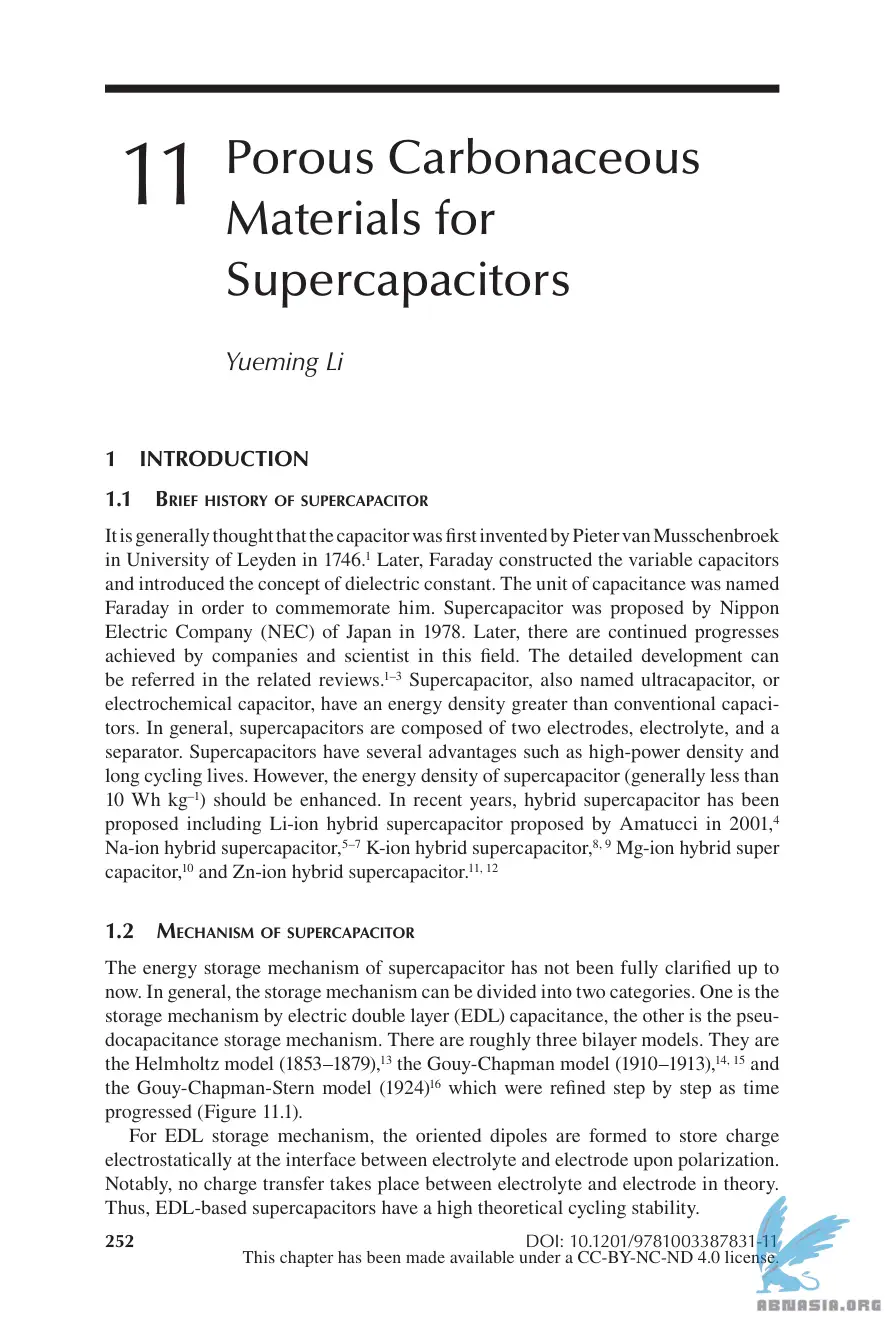 11
Porous Carbonaceous
Materials for
Supercapacitors
Yueming Li
1 INTRODUCTION
1.1 Brief history of supercapacitor
It is generally thought that the capacitor was first invented by Pieter van Musschenbroek
in University of Leyden in 1746.1 Later, Faraday constructed the variable capacitors
and introduced the concept of dielectric constant. The unit of capacitance was named
Faraday in order to commemorate him. Supercapacitor was proposed by Nippon
Electric Company (NEC) of Japan in 1978. Later, there are continued progresses
achieved by companies and scientist in this field. The detailed development can
be referred in the related reviews.1–3 Supercapacitor, also named ultracapacitor, or
electrochemical capacitor, have an energy density greater than conventional capaci-
tors. In general, supercapacitors are composed of two electrodes, electrolyte, and a
separator. Supercapacitors have several advantages such as high-power density and
long cycling lives. However, the energy density of supercapacitor (generally less than
10 Wh kg–1) should be enhanced. In recent years, hybrid supercapacitor has been
proposed including Li-ion hybrid supercapacitor proposed by Amatucci in 2001,4
Na-ion hybrid supercapacitor,5–7 K-ion hybrid supercapacitor,8, 9 Mg-ion hybrid super
capacitor,10 and Zn-ion hybrid supercapacitor.11, 12
1.2 Mechanism of supercapacitor
The energy storage mechanism of supercapacitor has not been fully clarified up to
now. In general, the storage mechanism can be divided into two categories. One is the
storage mechanism by electric double layer (EDL) capacitance, the other is the pseu-
docapacitance storage mechanism. There are roughly three bilayer models. They are
the Helmholtz model (1853–1879),13 the Gouy-Chapman model (1910–1913),14, 15 and
the Gouy-Chapman-Stern model (1924)16 which were refined step by step as time
progressed (Figure 11.1).
For EDL storage mechanism, the oriented dipoles are formed to store charge
electrostatically at the interface between electrolyte and electrode upon polarization.
Notably, no charge transfer takes place between electrolyte and electrode in theory.
Thus, EDL-based supercapacitors have a high theoretical cycling stability.
252 DOI: 10.1201/9781003387831-11
This chapter has been made available under a CC-BY-NC-ND 4.0 license.
ABNASIA.ORG